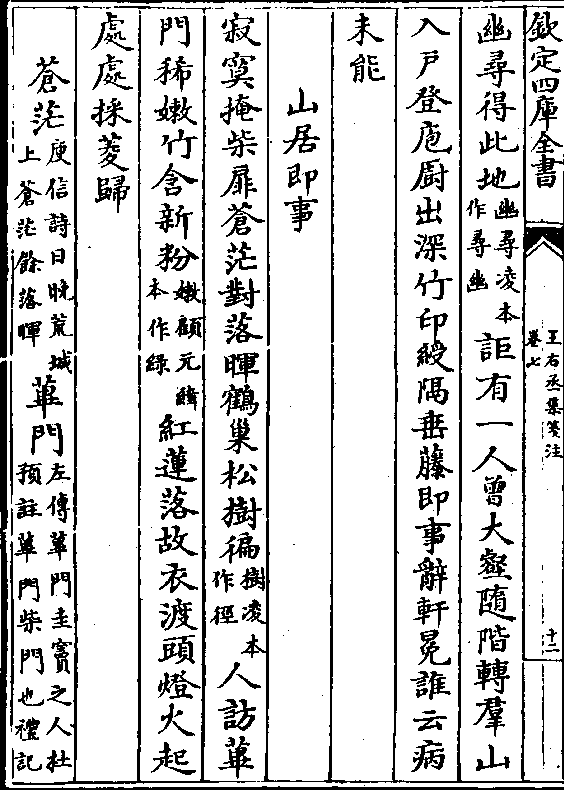 欽定四庫全書
王右丞集箋注
卷七
十二
幽尋得此地幽尋凌本作尋幽詎有一人曾大壑隨階轉羣山
入戶登庖廚出深竹印綬隔垂藤即事辭軒冕誰云病
未能
山居即事
寂寞掩柴扉蒼茫對落暉鶴巢松樹徧樹凌本作徑人訪蓽
門稀嫩竹含新粉嫩顧元緯本作綠紅蓮落故衣渡頭燈火起
處處採菱歸
蒼茫庾信詩日晚荒城上蒼茫餘落暉蓽門左傳蓽門圭竇之人杜預註蓽門柴門也禮記